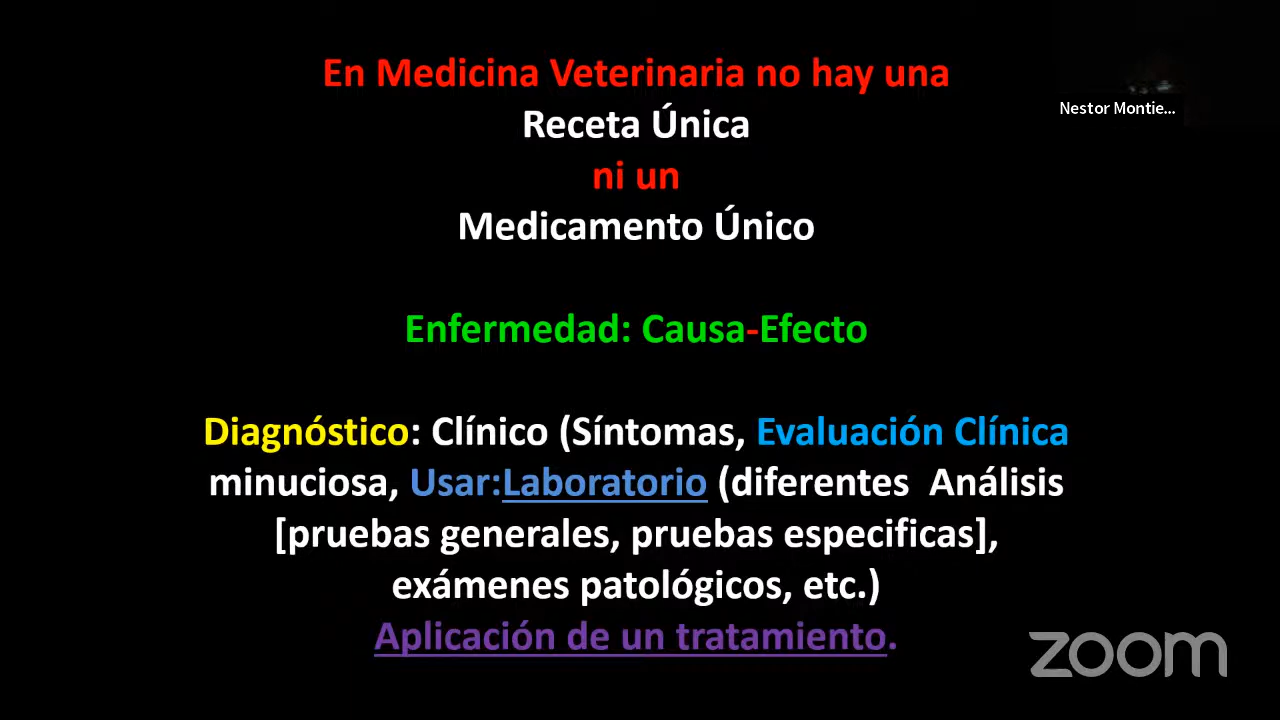 En Medicina Veterinaria no hay una
Nestor Montie...
Receta Única
ni un
Medicamento Único
Enfermedad: Causa-Efecto
Diagnóstico: Clínico (Síntomas, Evaluación Clínica
minuciosa, Usar:Laboratorio (diferentes  Análisis
[pruebas generales, pruebas especificas],
exámenes patológicos, etc.)
Aplicación de un tratamiento.
zoom